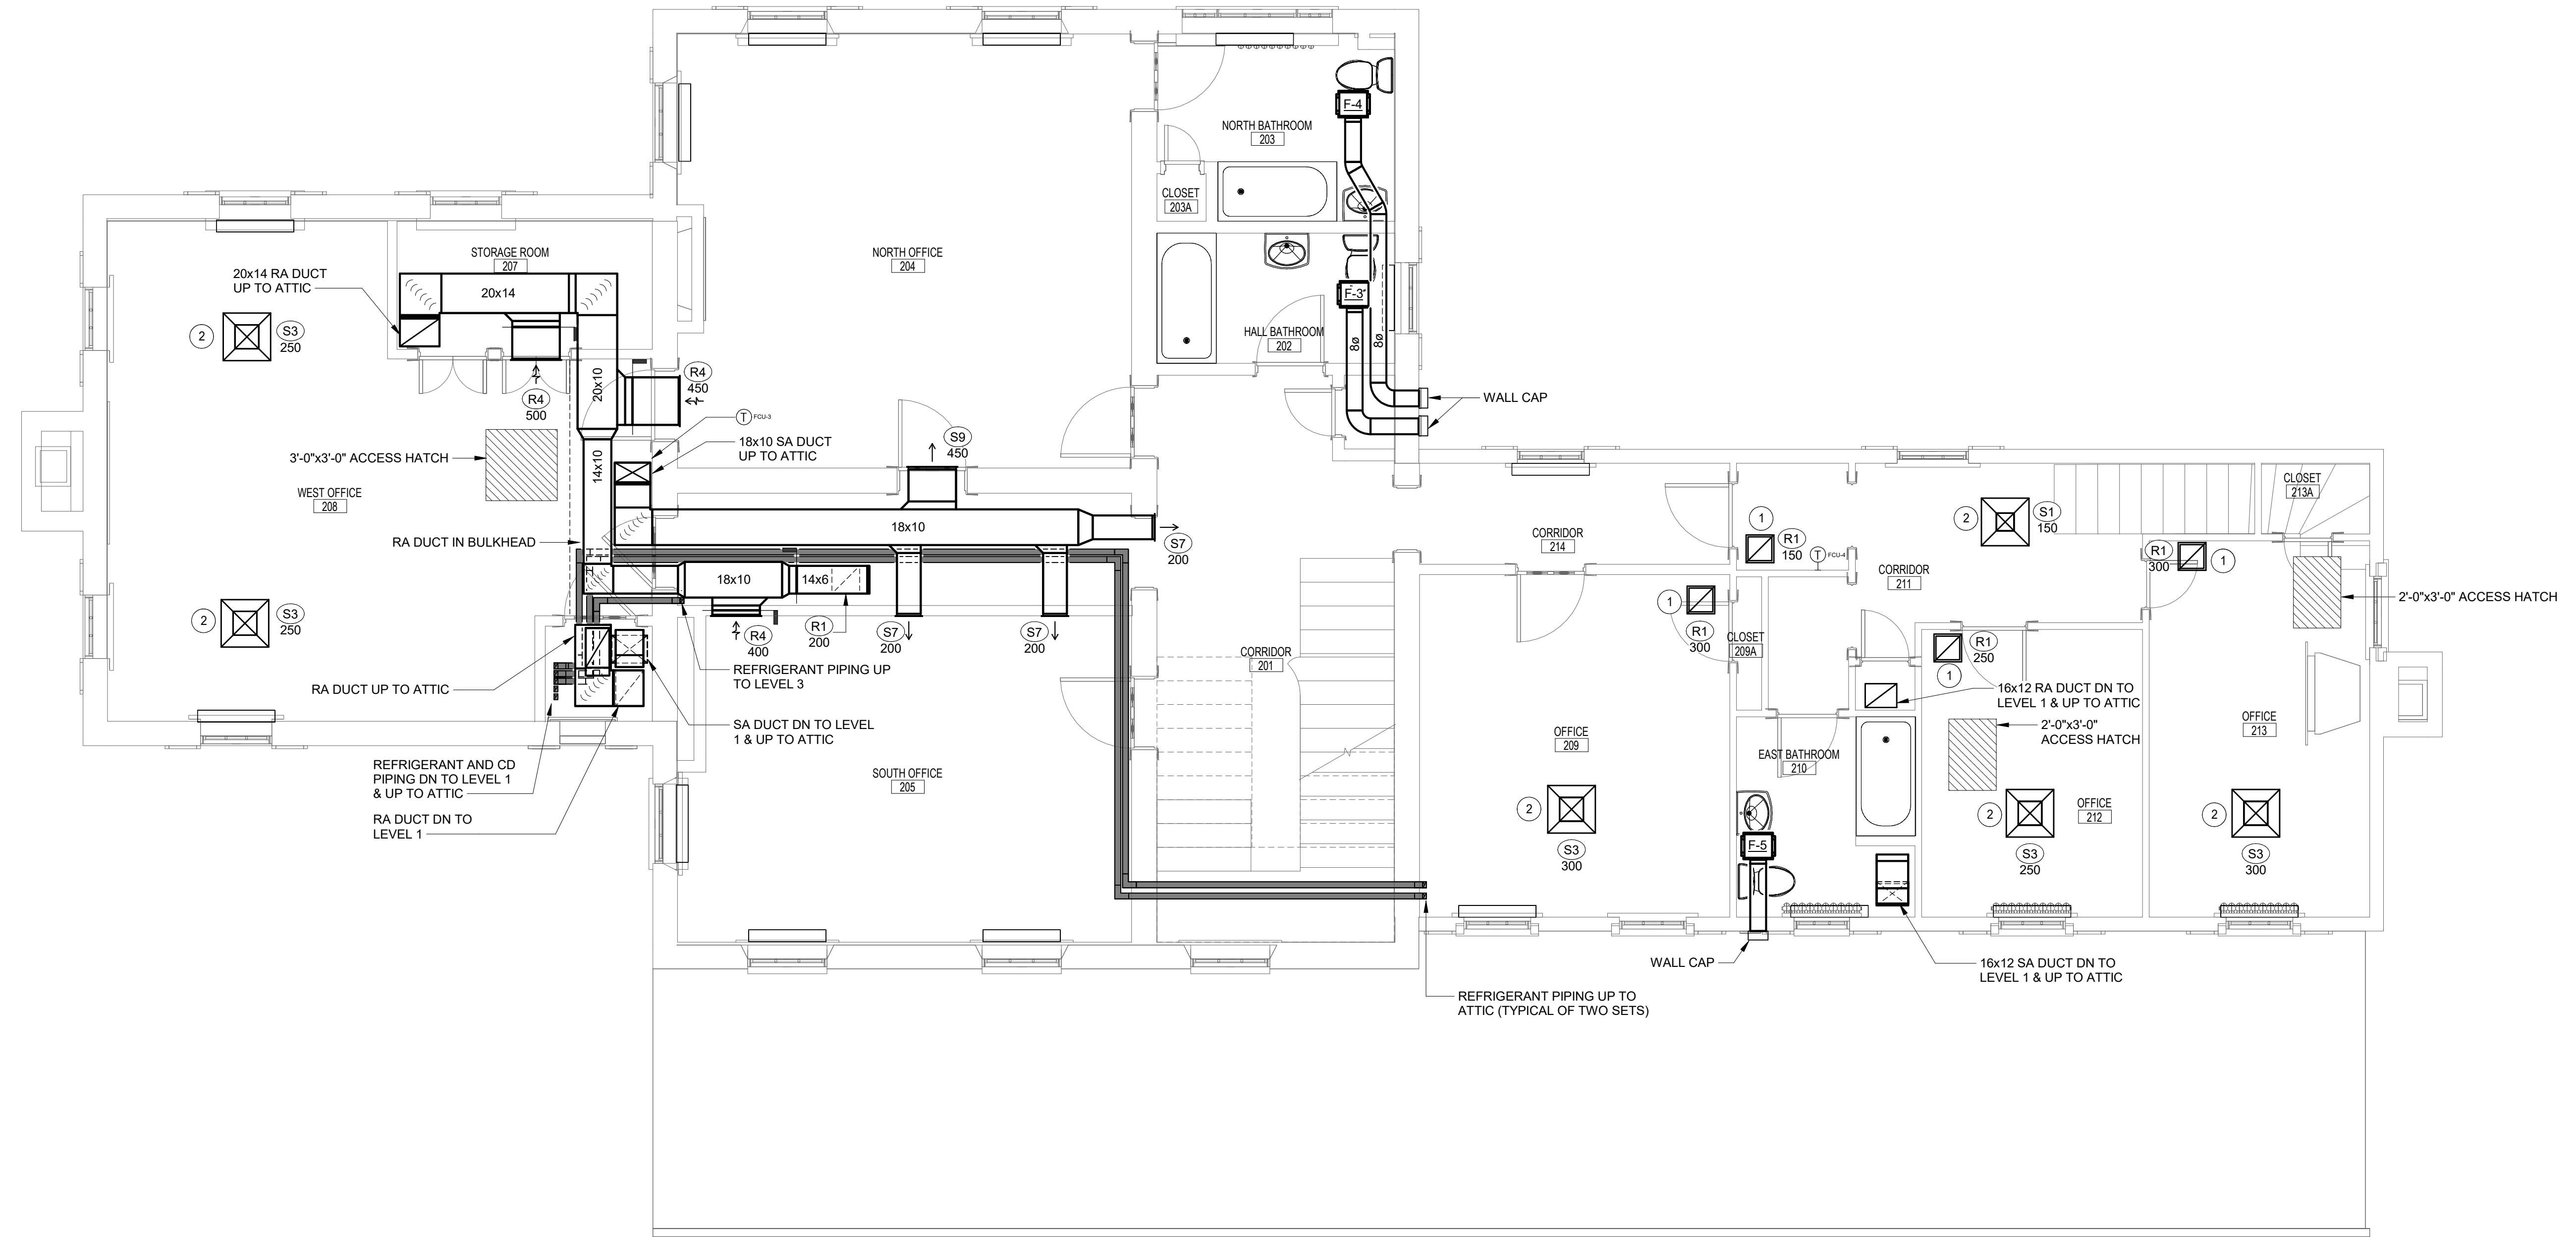 F-4
NORTH BATHROOM
203
CLOSET
203A
STORAGE ROOM
207
NORTH OFFICE
204
20x14 RA DUCT
UP TO ATTIC
20x14
F-3
HALL BATHROOM
202
8ø
8ø
2
S3
250
20x10
R4
450
R4
500
WALL CAP
T
FCU-3
18x10 SA DUCT
UP TO ATTIC
S9
450
3'-0"x3'-0" ACCESS HATCH
14x10
WEST OFFICE
208
CLOSET
213A
2
S1
150
1
R1
150
T
FCU-4
18x10
S7
200
RA DUCT IN BULKHEAD
CORRIDOR
214
R1
300
1
CORRIDOR
211
18x10
14x6
2'-0"x3'-0" ACCESS HATCH
1
R1
300
2
S3
250
R4
400
R1
200
S7
200
S7
200
CLOSET
209A
R1
250
1
CORRIDOR
201
REFRIGERANT PIPING UP
TO LEVEL 3
RA DUCT UP TO ATTIC
16x12 RA DUCT DN TO
LEVEL 1 & UP TO ATTIC
SA DUCT DN TO LEVEL
1 & UP TO ATTIC
OFFICE
209
2'-0"x3'-0"
ACCESS HATCH
OFFICE
213
EAST BATHROOM
210
REFRIGERANT AND CD
PIPING DN TO LEVEL 1
& UP TO ATTIC
SOUTH OFFICE
205
RA DUCT DN TO
LEVEL 1
2
S3
300
2
OFFICE
212
S3
250
2
S3
300
F-5
WALL CAP
16x12 SA DUCT DN TO
LEVEL 1 & UP TO ATTIC
REFRIGERANT PIPING UP TO
ATTIC (TYPICAL OF TWO SETS)